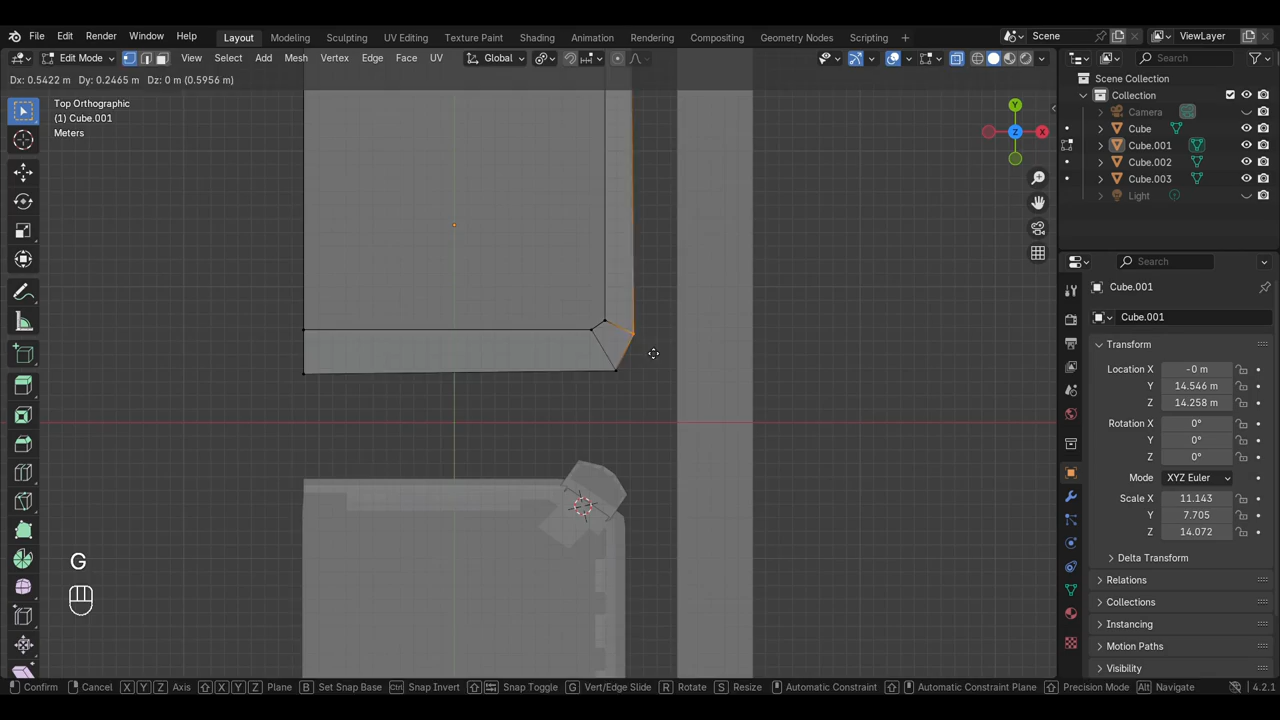 File Edit Render Window Help Layout Modeling Sculpting UV Editing Texture Paint Shading Animation Rendering Compositing Geometry Nodes Scripting Scene ViewLayer
Edit Mode View Select Add Mesh Vertex Edge Face UV Global Search
Dx: 0.5422 m Dy: 0.2465 m Dz: 0 m (0.5956 m)
Scene Collection
Collection
Camera
Cube
Cube.001
Cube.002
Cube.003
Light
Top Orthographic
(1) Cube.001
Meters
Y
X
Z
Search
Cube.001
Cube.001
Transform
Location X -0 m
Y 14.546 m
Z 14.258 m
Rotation X 0°
Y 0°
Z 0°
Mode XYZ Euler
Scale X 11.143
Y 7.705
Z 14.072
Delta Transform
Relations
Collections
Instancing
Motion Paths
Visibility
G
Confirm Cancel X Y Z Axis X Y Z Plane B Set Snap Base Ctrl Snap Invert Snap Toggle G Vert/Edge Slide R Rotate S Resize Automatic Constraint Automatic Constraint Plane Precision Mode Alt Navigate 4.2.1